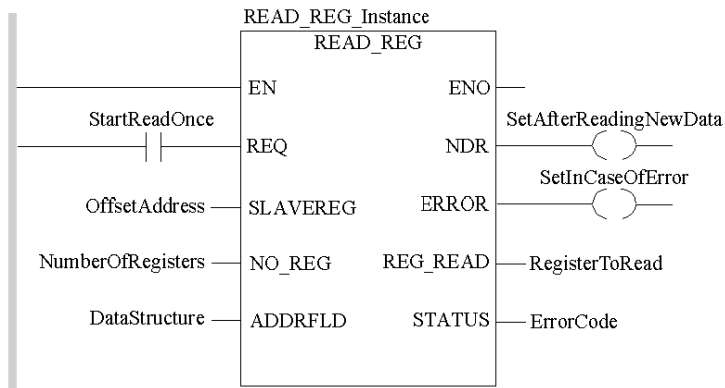 READ_REG_Instance
READ_REG
EN ENO
StartReadOnce SetAfterReadingNewData
REQ NDR
SetInCaseOfError
OffsetAddress SLAVEREG ERROR
NumberOfRegisters NO_REG REG_READ RegisterToRead
DataStructure ADDRFLD STATUS ErrorCode